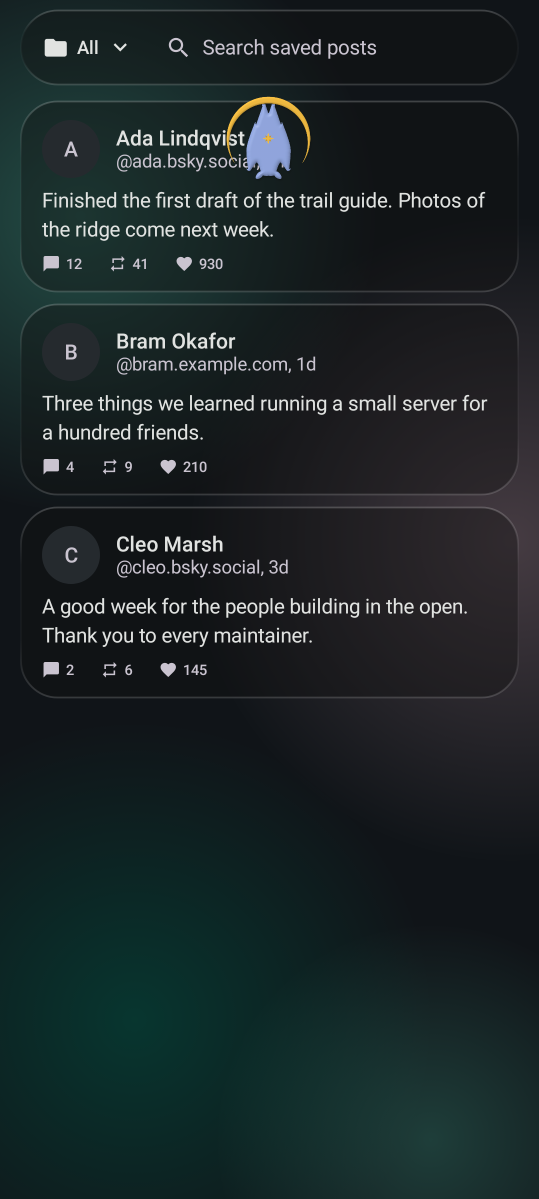 All
Search saved posts
A
Ada Lindqvist
@ada.bsky.social
Finished the first draft of the trail guide. Photos of
the ridge come next week.
12 41 930
B
Bram Okafor
@bram.example.com, 1d
Three things we learned running a small server for
a hundred friends.
4 9 210
C
Cleo Marsh
@cleo.bsky.social, 3d
A good week for the people building in the open.
Thank you to every maintainer.
2 6 145